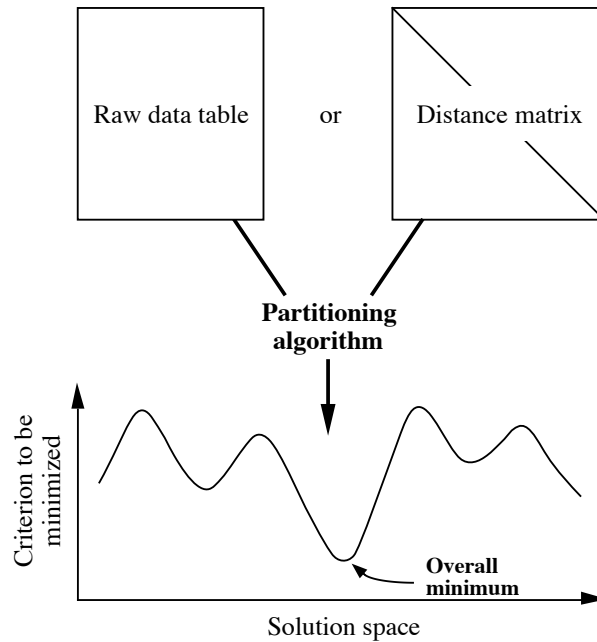 Raw data table
or
Distance matrix
Partitioning
algorithm
Criterion to be
minimized
Overall
minimum
Solution space